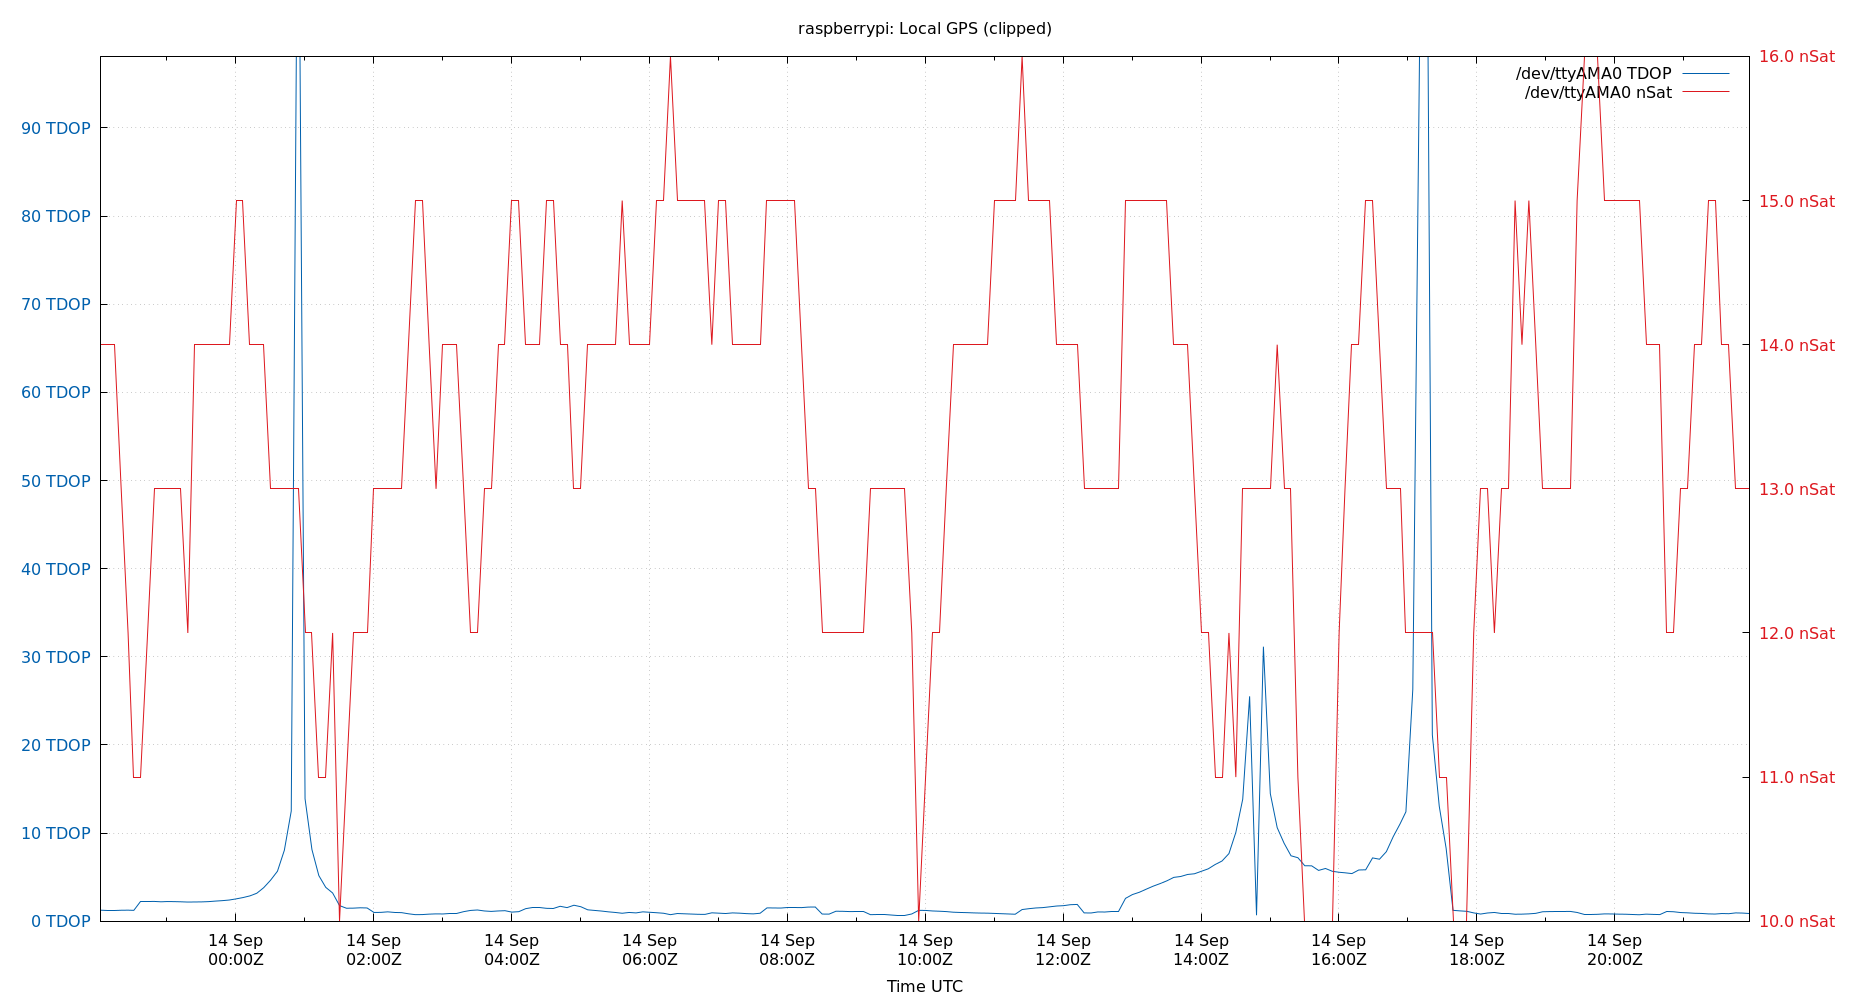 raspberrypi: Local GPS (clipped)
/dev/ttyAMA0 TDOP
/dev/ttyAMA0 nSat
90 TDOP
80 TDOP
70 TDOP
60 TDOP
50 TDOP
40 TDOP
30 TDOP
20 TDOP
10 TDOP
0 TDOP
16.0 nSat
15.0 nSat
14.0 nSat
13.0 nSat
12.0 nSat
11.0 nSat
10.0 nSat
14 Sep
00:00Z
14 Sep
02:00Z
14 Sep
04:00Z
14 Sep
06:00Z
14 Sep
08:00Z
14 Sep
10:00Z
14 Sep
12:00Z
14 Sep
14:00Z
14 Sep
16:00Z
14 Sep
18:00Z
14 Sep
20:00Z
Time UTC